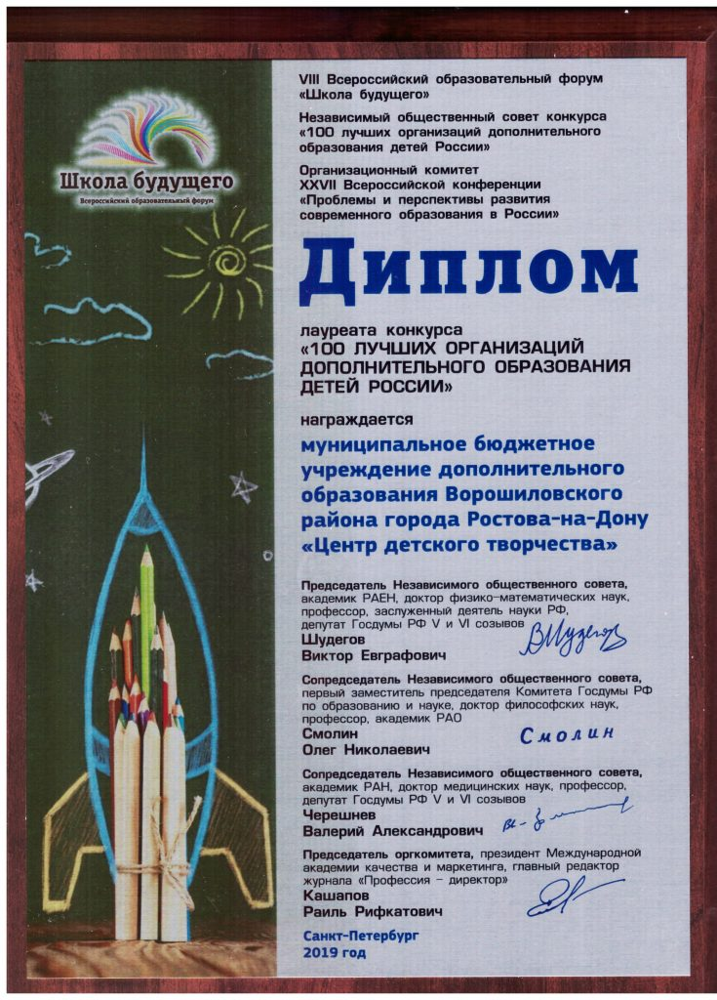 Школа будущего
Всероссийский образовательный форум
VIII Всероссийский образовательный форум
«Школа будущего»
Независимый общественный совет конкурса
«100 лучших организаций дополнительного
образования детей России»
Организационный комитет
XXVII Всероссийской конференции
«Проблемы и перспективы развития
современного образования в России»
Диплом
лауреата конкурса
«100 ЛУЧШИХ ОРГАНИЗАЦИЙ
ДОПОЛНИТЕЛЬНОГО ОБРАЗОВАНИЯ
ДЕТЕЙ РОССИИ»
награждается
муниципальное бюджетное
учреждение дополнительного
образования Ворошиловского
района города Ростова-на-Дону
«Центр детского творчества»
Председатель Независимого общественного совета,
академик РАЕН, доктор физико-математических наук,
профессор, заслуженный деятель науки РФ,
депутат Госдумы РФ V и VI созывов
Шудегов
Виктор Евграфович
ВШудегов
Сопредседатель Независимого общественного совета,
первый заместитель председателя Комитета Госдумы РФ
по образованию и науке, доктор философских наук,
профессор, академик РАО
Смолин
Олег Николаевич
Смолин
Сопредседатель Независимого общественного совета,
академик РАН, доктор медицинских наук, профессор,
депутат Госдумы РФ V и VI созывов
Черешнев
Валерий Александрович
Председатель оргкомитета, президент Международной
академии качества и маркетинга, главный редактор
журнала «Профессия – директор»
Кашапов
Раиль Рифкатович
Санкт-Петербург
2019 год